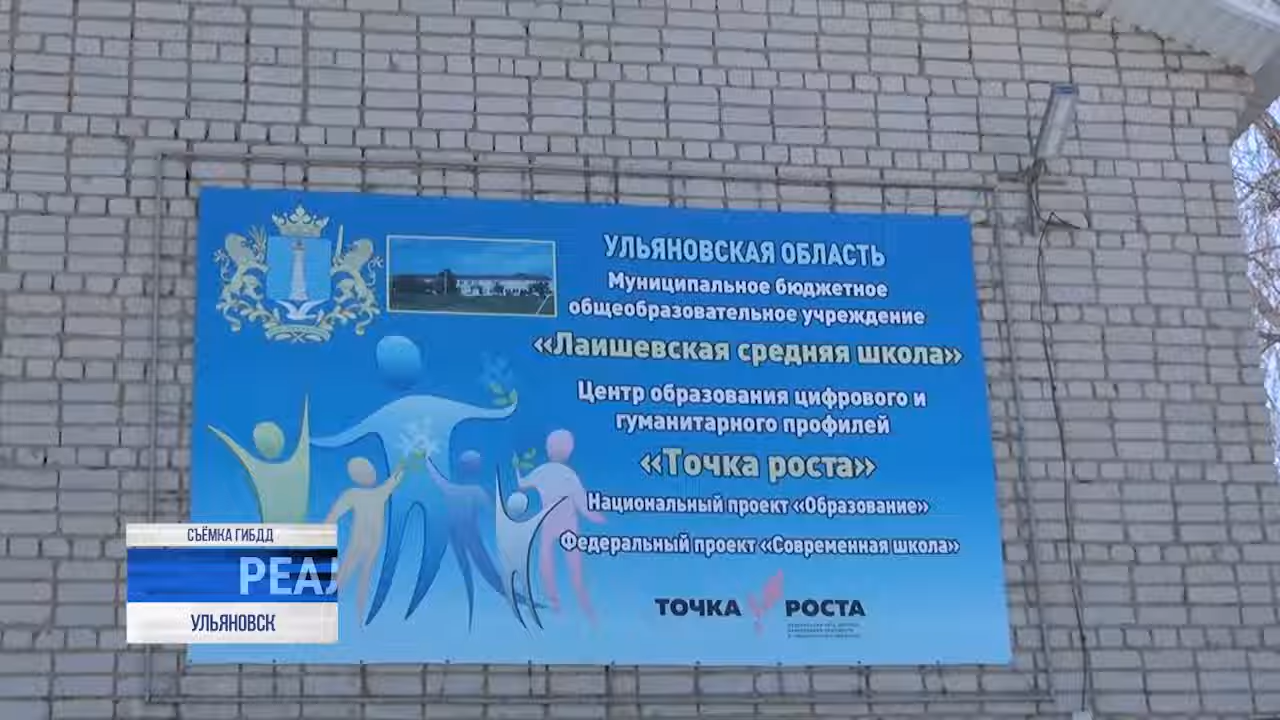 УЛЬЯНОВСКАЯ ОБЛАСТЬ
Муниципальное бюджетное
общеобразовательное учреждение
«Лаишевская средняя школа»
Центр образования цифрового и
гуманитарного профилей
«Точка роста»
Национальный проект «Образование»
Федеральный проект «Современная школа»
ТОЧКА РОСТА
СЪЁМКА ГИБДД
РЕАЛ
УЛЬЯНОВСК